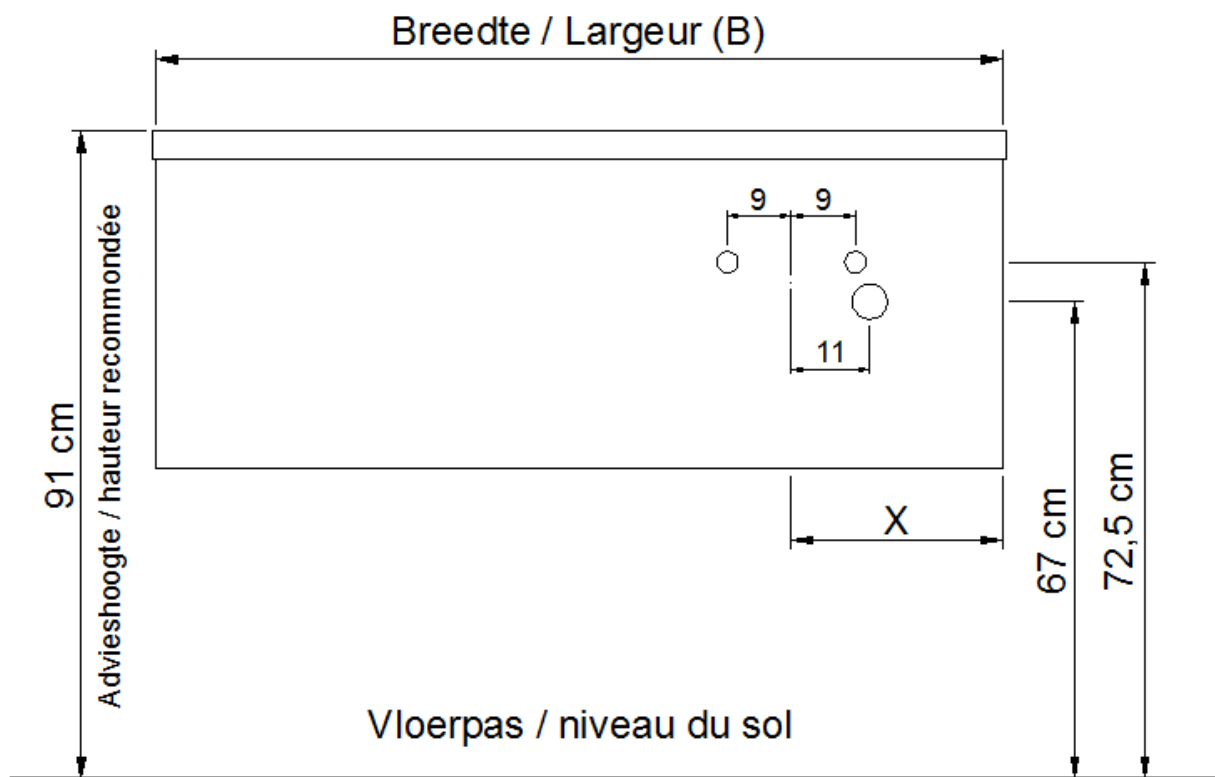 Breedte / Largeur (B)
9
9
11
X
91 cm
Advieshoogte / hauteur recommondée
67 cm
72,5 cm
Vloerpas / niveau du sol